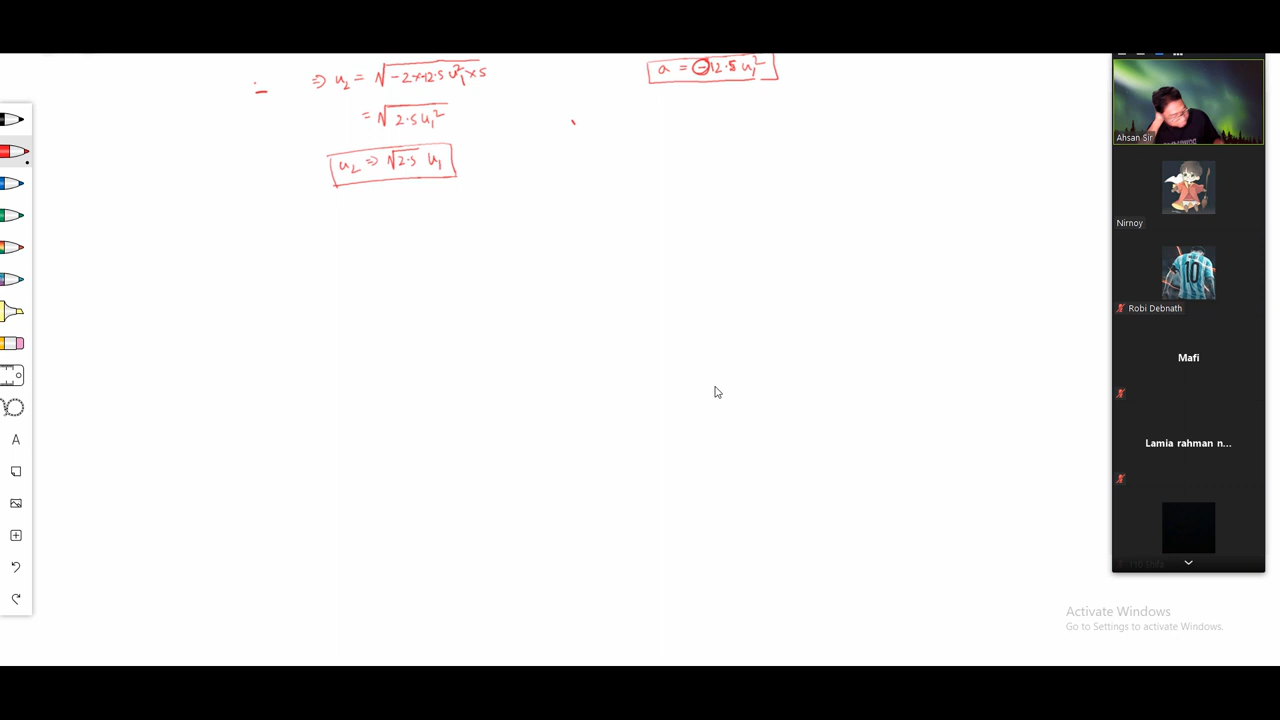 ⇒ u₂ = √-2×-12.5 u₁² × 5
= √2.5 u₁²
u₂ ⇒ √2.5 u₁
a = -12.5 u₁²
Ahsan Sir
Nirnoy
10
Robi Debnath
Mafi
Lamia rahman n...
A
Activate Windows
Go to Settings to activate Windows.